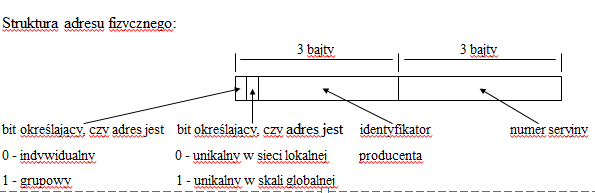 Struktura adresu fizycznego:
3 bajty 3 bajty
bit określający, czy adres jest bit określający, czy adres jest identyfikator numer seryjny
0 - indywidualny 0 - unikalny w sieci lokalnej producenta
1 - grupowy 1 - unikalny w skali globalnej